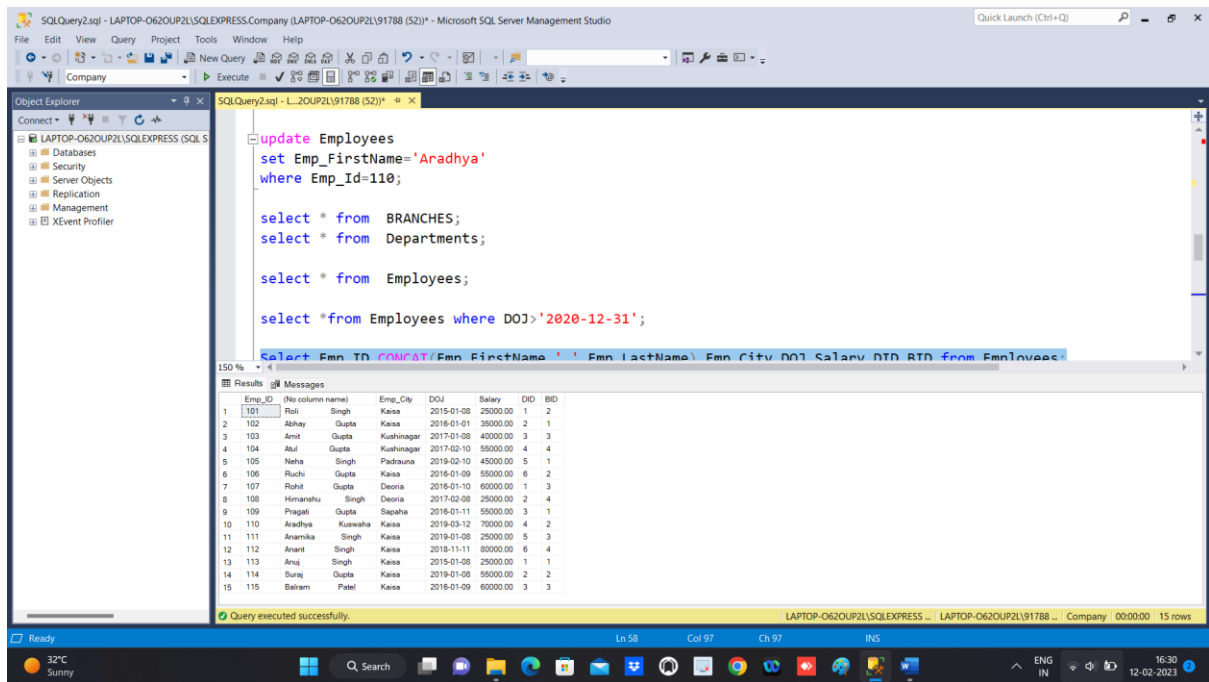 SQLQuery2.sql - LAPTOP-O62OUP2L\SQLEXPRESS.Company (LAPTOP-O62OUP2L\91788 (52))* - Microsoft SQL Server Management Studio
Quick Launch (Ctrl+Q)
File Edit View Query Project Tools Window Help
New Query
Company Execute
Object Explorer
SQLQuery2.sql - L...2OUP2L\91788 (52))*
Connect
LAPTOP-O62OUP2L\SQLEXPRESS (SQL S
Databases
Security
Server Objects
Replication
Management
XEvent Profiler
update Employees
set Emp_FirstName='Aradhya'
where Emp_Id=110;
select * from BRANCHES;
select * from Departments;
select * from Employees;
select *from Employees where DOJ>'2020-12-31';
Select Emp_ID,CONCAT(Emp_FirstName,' ',Emp_LastName),Emp_City,DOJ,Salary,DID,BID from Employees;
150 %
Results Messages
Emp_ID (No column name) Emp_City DOJ Salary DID BID
1 101 Roli Singh Kaisa 2015-01-08 25000.00 1 2
2 102 Abhay Gupta Kaisa 2016-01-01 35000.00 2 1
3 103 Amit Gupta Kushinagar 2017-01-08 40000.00 3 3
4 104 Atul Gupta Kushinagar 2017-02-10 55000.00 4 4
5 105 Neha Singh Padrauna 2019-02-10 45000.00 5 1
6 106 Ruchi Gupta Kaisa 2016-01-09 55000.00 6 2
7 107 Rohit Gupta Deoria 2016-01-10 60000.00 1 3
8 108 Himanshu Singh Deoria 2017-02-08 25000.00 2 4
9 109 Pragati Gupta Sapaha 2016-01-11 55000.00 3 1
10 110 Aradhya Kuswaha Kaisa 2019-03-12 70000.00 4 2
11 111 Anamika Singh Kaisa 2019-01-08 25000.00 5 3
12 112 Anant Singh Kaisa 2018-11-11 80000.00 6 4
13 113 Anuj Singh Kaisa 2015-01-08 25000.00 1 1
14 114 Suraj Gupta Kaisa 2019-01-08 55000.00 2 2
15 115 Balram Patel Kaisa 2016-01-09 60000.00 3 3
Query executed successfully.
LAPTOP-O62OUP2L\SQLEXPRESS ... LAPTOP-O62OUP2L\91788 ... Company 00:00:00 15 rows
Ready Ln 58 Col 97 Ch 97 INS
32°C
Sunny
Search
ENG
IN
16:30
12-02-2023
2